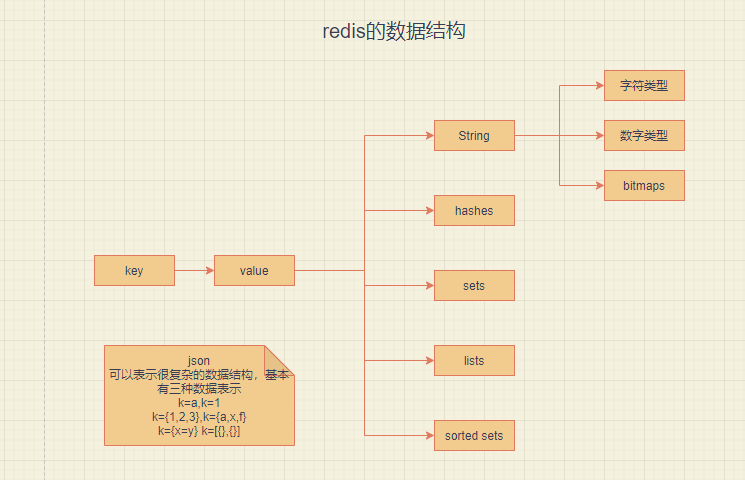 redis的数据结构
字符类型
String
数字类型
bitmaps
hashes
key
value
sets
lists
sorted sets
json
可以表示很复杂的数据结构，基本
有三种数据表示
k=a,k=1
k={1,2,3},k={a,x,f}
k={x=y} k=[{},{}]